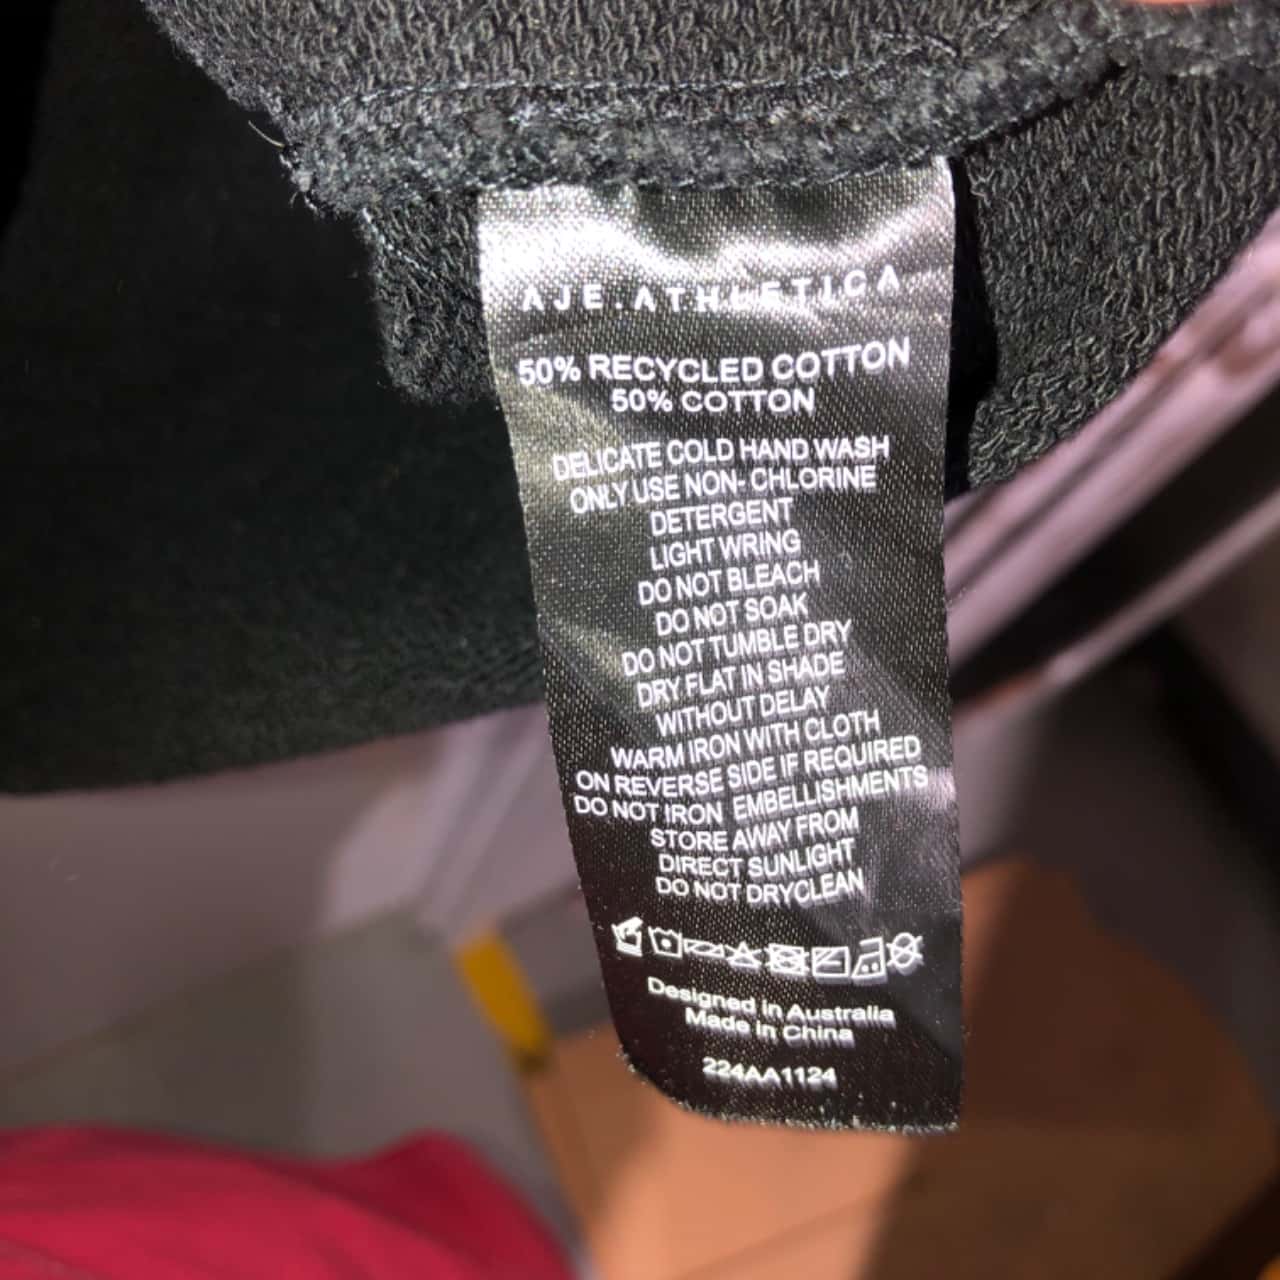 AJE.ATHLETICA
50% RECYCLED COTTON
50% COTTON
DELICATE COLD HAND WASH
ONLY USE NON- CHLORINE
DETERGENT
LIGHT WRING
DO NOT BLEACH
DO NOT SOAK
DO NOT TUMBLE DRY
DRY FLAT IN SHADE
WITHOUT DELAY
WARM IRON WITH CLOTH
ON REVERSE SIDE IF REQUIRED
DO NOT IRON EMBELLISHMENTS
STORE AWAY FROM
DIRECT SUNLIGHT
DO NOT DRYCLEAN
Designed in Australia
Made in China
224AA1124